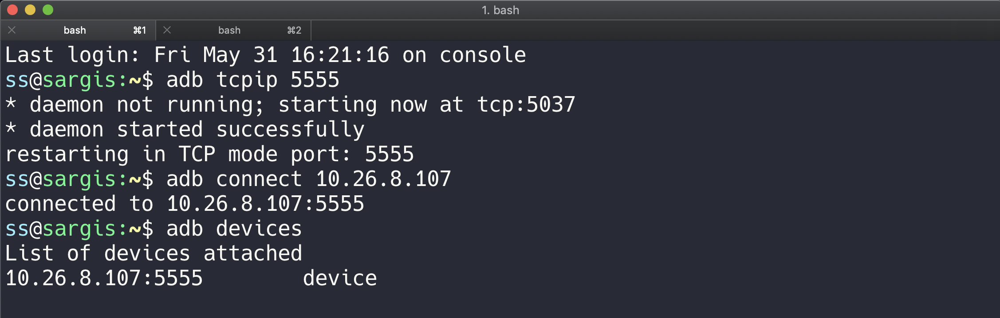 1. bash
bash ⌘1 bash ⌘2
Last login: Fri May 31 16:21:16 on console
ss@sargis:~$ adb tcpip 5555
* daemon not running; starting now at tcp:5037
* daemon started successfully
restarting in TCP mode port: 5555
ss@sargis:~$ adb connect 10.26.8.107
connected to 10.26.8.107:5555
ss@sargis:~$ adb devices
List of devices attached
10.26.8.107:5555        device